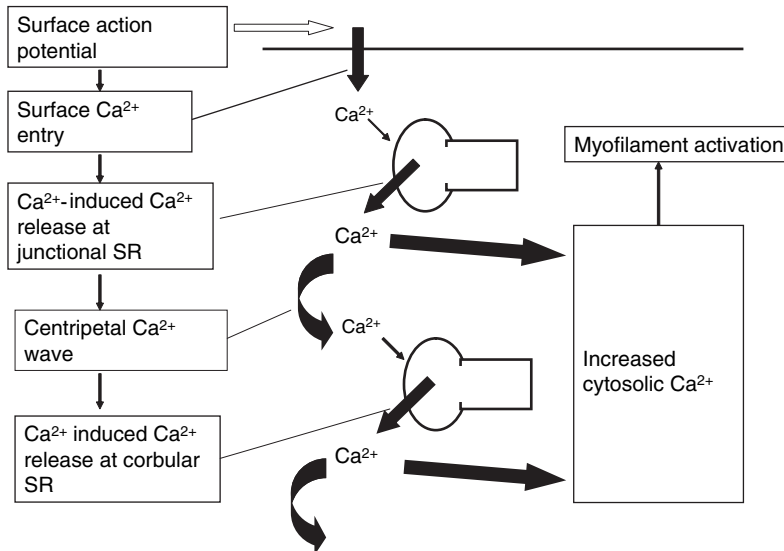 Surface action
potential
Surface Ca²⁺
entry
Ca²⁺-induced Ca²⁺
release at
junctional SR
Centripetal Ca²⁺
wave
Ca²⁺ induced Ca²⁺
release at corbular
SR
Ca²⁺
Ca²⁺
Ca²⁺
Ca²⁺
Myofilament activation
Increased
cytosolic Ca²⁺